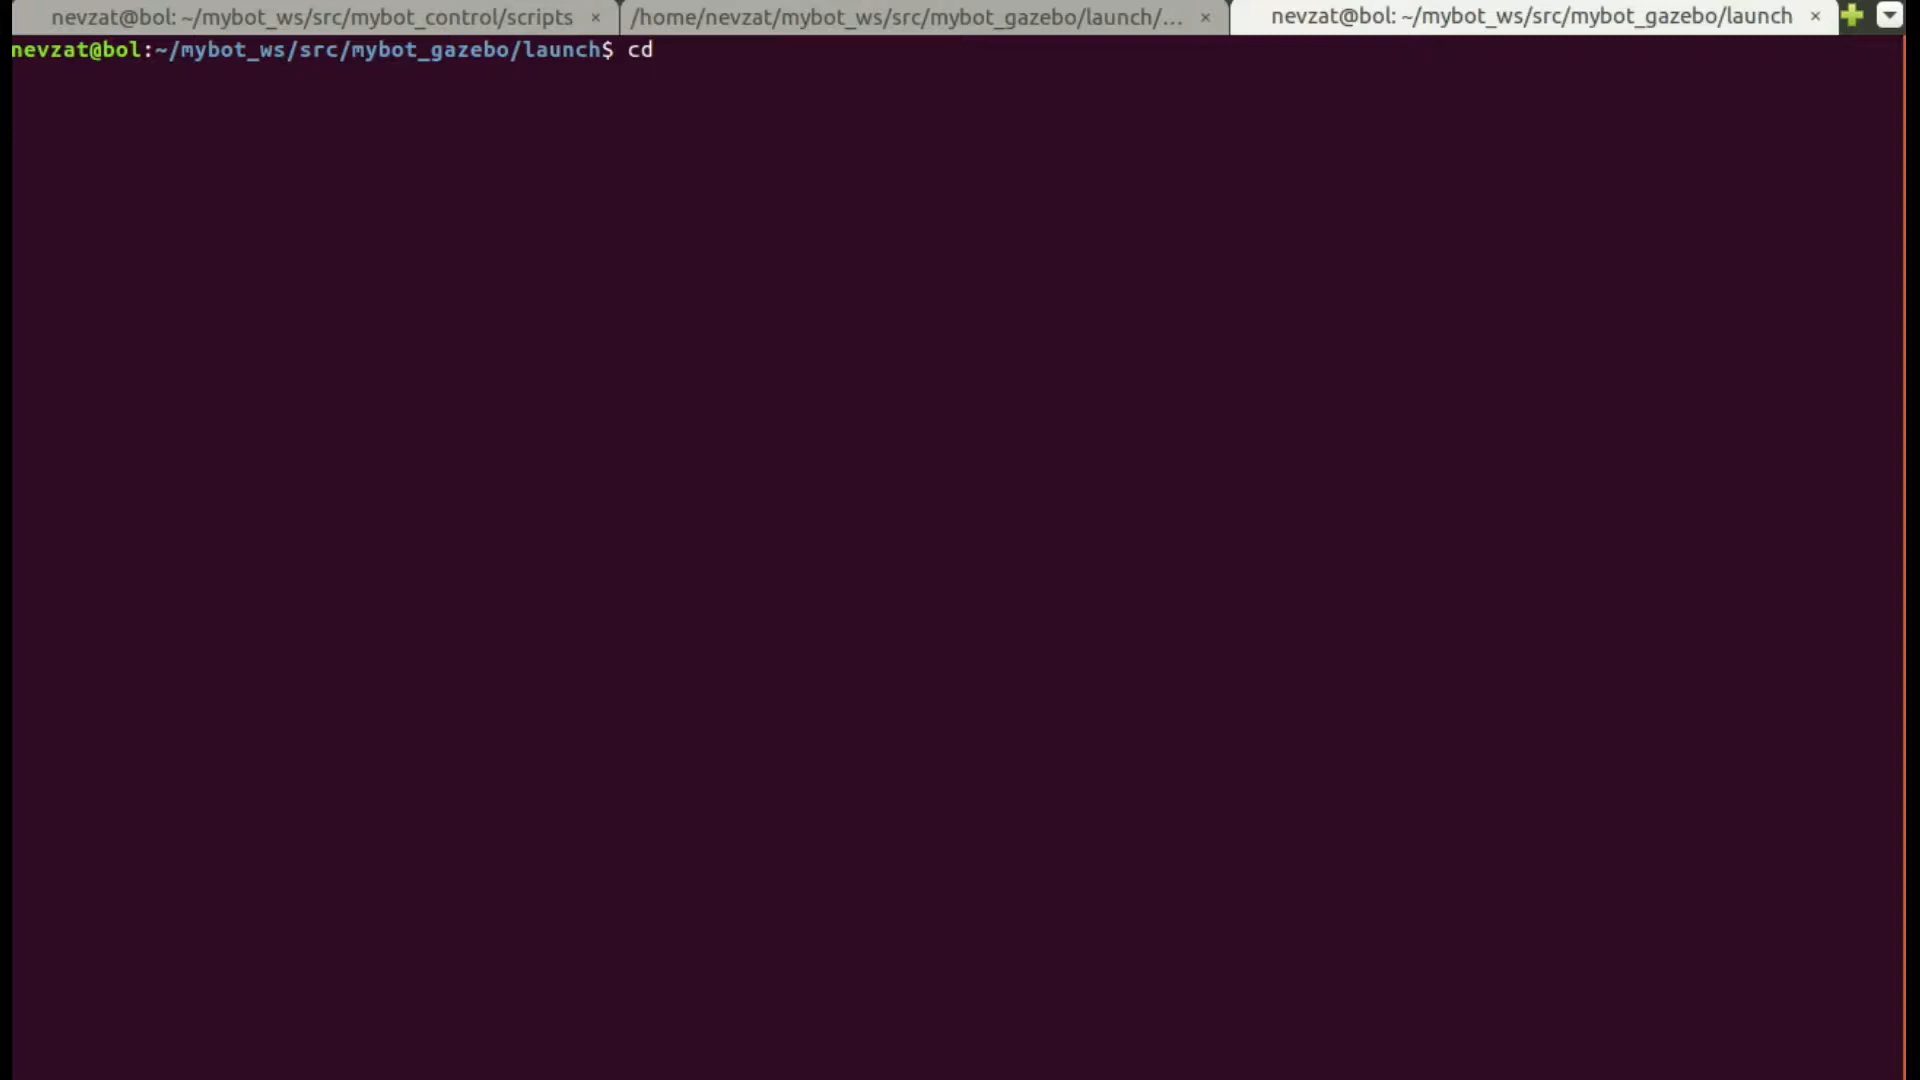 nevzat@bol: ~/mybot_ws/src/mybot_control/scripts × /home/nevzat/mybot_ws/src/mybot_gazebo/launch/... × nevzat@bol: ~/mybot_ws/src/mybot_gazebo/launch ×
nevzat@bol:~/mybot_ws/src/mybot_gazebo/launch$ cd